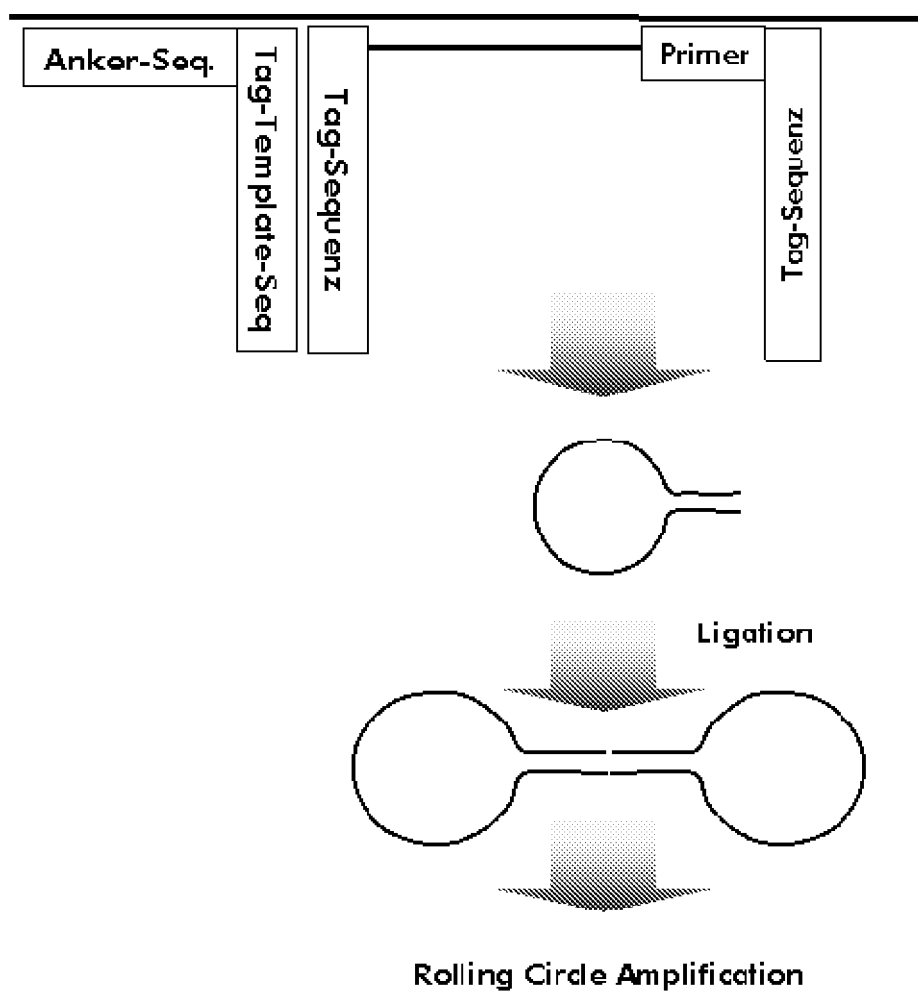 Anker-Seq.
Tag-Template-Seq
Tag-Sequenz
Primer
Tag-Sequenz
Ligation
Rolling Circle Amplification